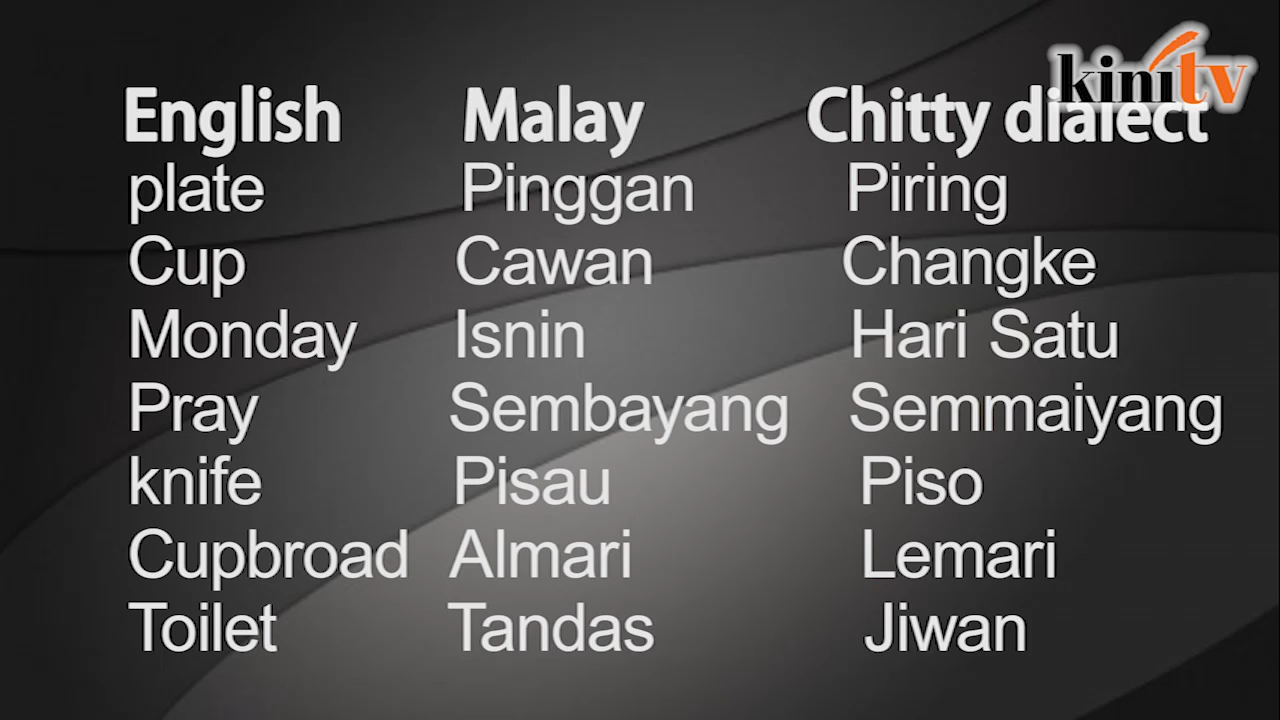 kinitv
English Malay Chitty dialect
plate Pinggan Piring
Cup Cawan Changke
Monday Isnin Hari Satu
Pray Sembayang Semmaiyang
knife Pisau Piso
Cupbroad Almari Lemari
Toilet Tandas Jiwan